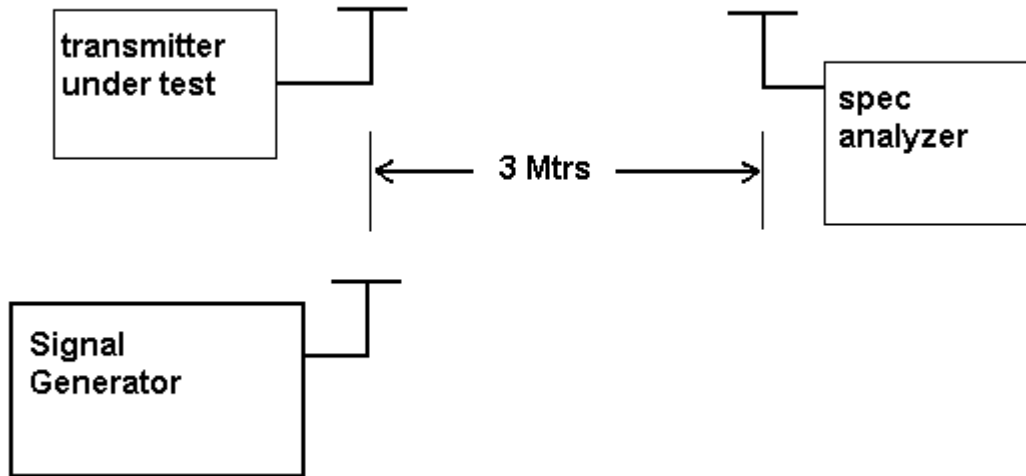 transmitter
under test
spec
analyzer
3 Mtrs
Signal
Generator